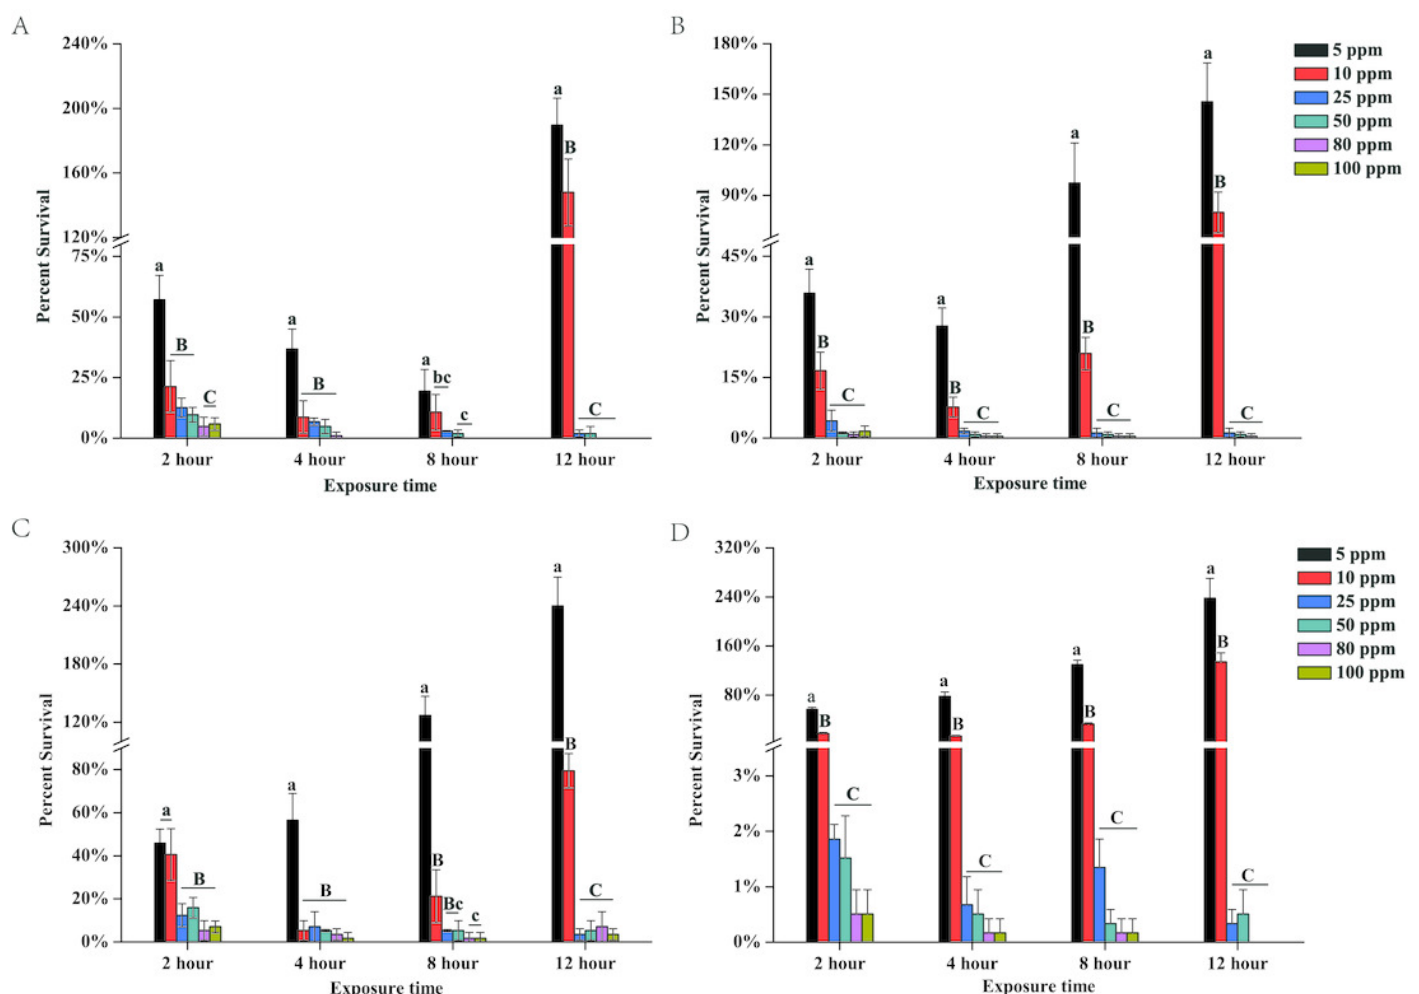 A
240%
200%
160%
120%
75%
50%
25%
0%
Percent Survival
a
B
C
a
B
a
bc
c
a
B
C
2 hour
4 hour
8 hour
12 hour
Exposure time
B
180%
150%
120%
90%
45%
30%
15%
0%
Percent Survival
a
B
C
a
B
C
a
B
C
a
B
C
2 hour
4 hour
8 hour
12 hour
Exposure time
5 ppm
10 ppm
25 ppm
50 ppm
80 ppm
100 ppm
C
300%
240%
180%
120%
80%
60%
40%
20%
0%
Percent Survival
a
B
a
B
a
B
Bc
c
a
B
C
2 hour
4 hour
8 hour
12 hour
Exposure time
D
320%
240%
160%
80%
3%
2%
1%
0%
Percent Survival
a
B
C
a
B
C
a
B
C
a
B
C
2 hour
4 hour
8 hour
12 hour
Exposure time
5 ppm
10 ppm
25 ppm
50 ppm
80 ppm
100 ppm